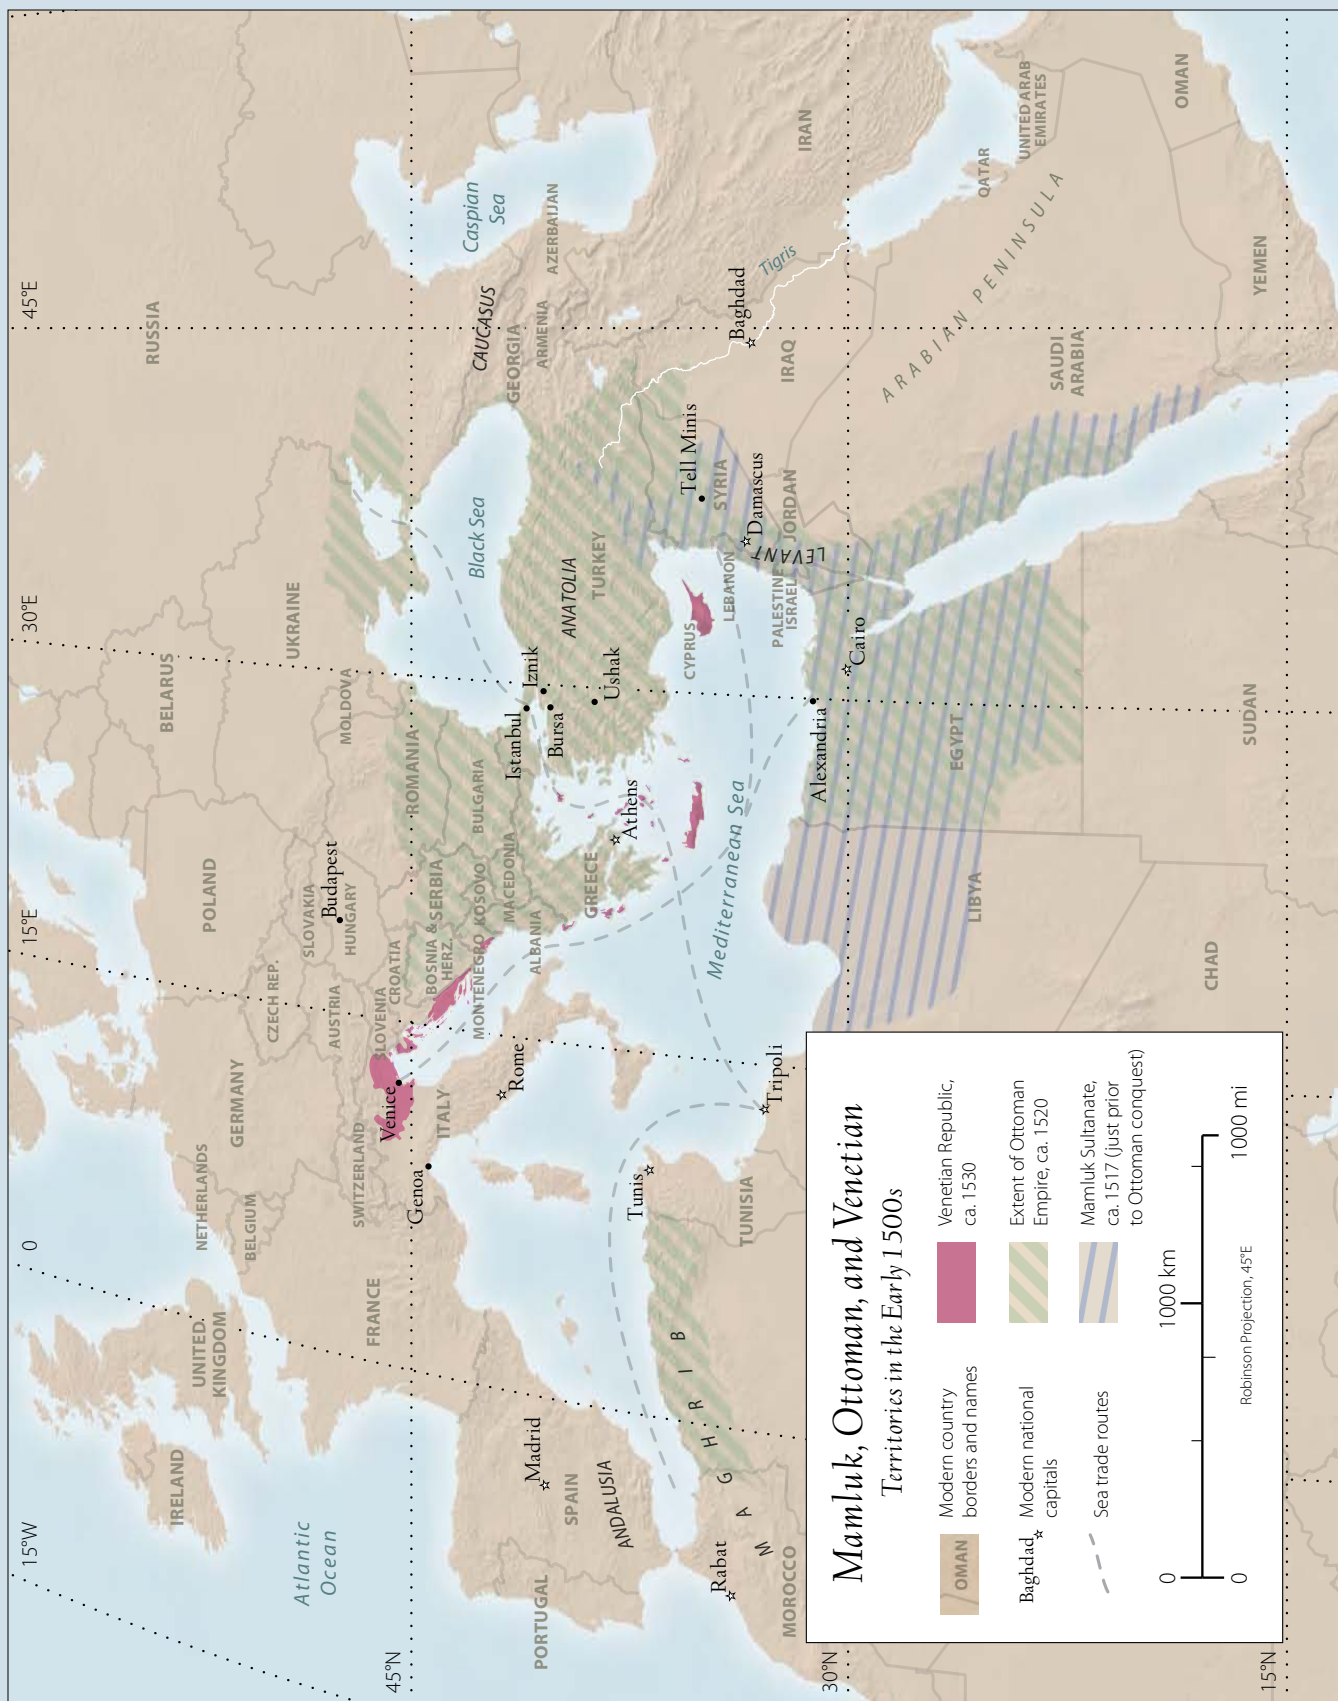 Mamluk, Ottoman, and Venetian
Territories in the Early 1500s
OMAN
Modern country
borders and names
Baghdad
Modern national
capitals
Sea trade routes
Venetian Republic,
ca. 1530
Extent of Ottoman
Empire, ca. 1520
Mamluk Sultanate,
ca. 1517 (just prior
to Ottoman conquest)
0
1000 km
0
1000 mi
Robinson Projection, 45°E
15°W
0
15°E
30°E
45°E
45°N
30°N
15°N
Atlantic
Ocean
IRELAND
UNITED
KINGDOM
NETHERLANDS
BELGIUM
GERMANY
POLAND
BELARUS
RUSSIA
CZECH REP.
SLOVAKIA
UKRAINE
FRANCE
SWITZERLAND
AUSTRIA
HUNGARY
Budapest
MOLDOVA
SLOVENIA
CROATIA
Venice
Genoa
ITALY
Rome
BOSNIA &
HERZ.
SERBIA
MONTENEGRO
KOSOVO
MACEDONIA
ALBANIA
ROMANIA
BULGARIA
GREECE
Athens
Istanbul
Iznik
Bursa
Ushak
Black Sea
ANATOLIA
TURKEY
CAUCASUS
GEORGIA
ARMENIA
AZERBAIJAN
Caspian
Sea
PORTUGAL
SPAIN
Madrid
ANDALUSIA
Rabat
MOROCCO
MAGHRIB
Tunis
TUNISIA
Tripoli
Mediterranean Sea
CYPRUS
LEBANON
LEVANT
PALESTINE
ISRAEL
Damascus
Tell Minis
SYRIA
JORDAN
IRAQ
Baghdad
Tigris
IRAN
Alexandria
Cairo
EGYPT
LIBYA
CHAD
SUDAN
SAUDI
ARABIA
ARABIAN PENINSULA
QATAR
UNITED ARAB
EMIRATES
OMAN
YEMEN